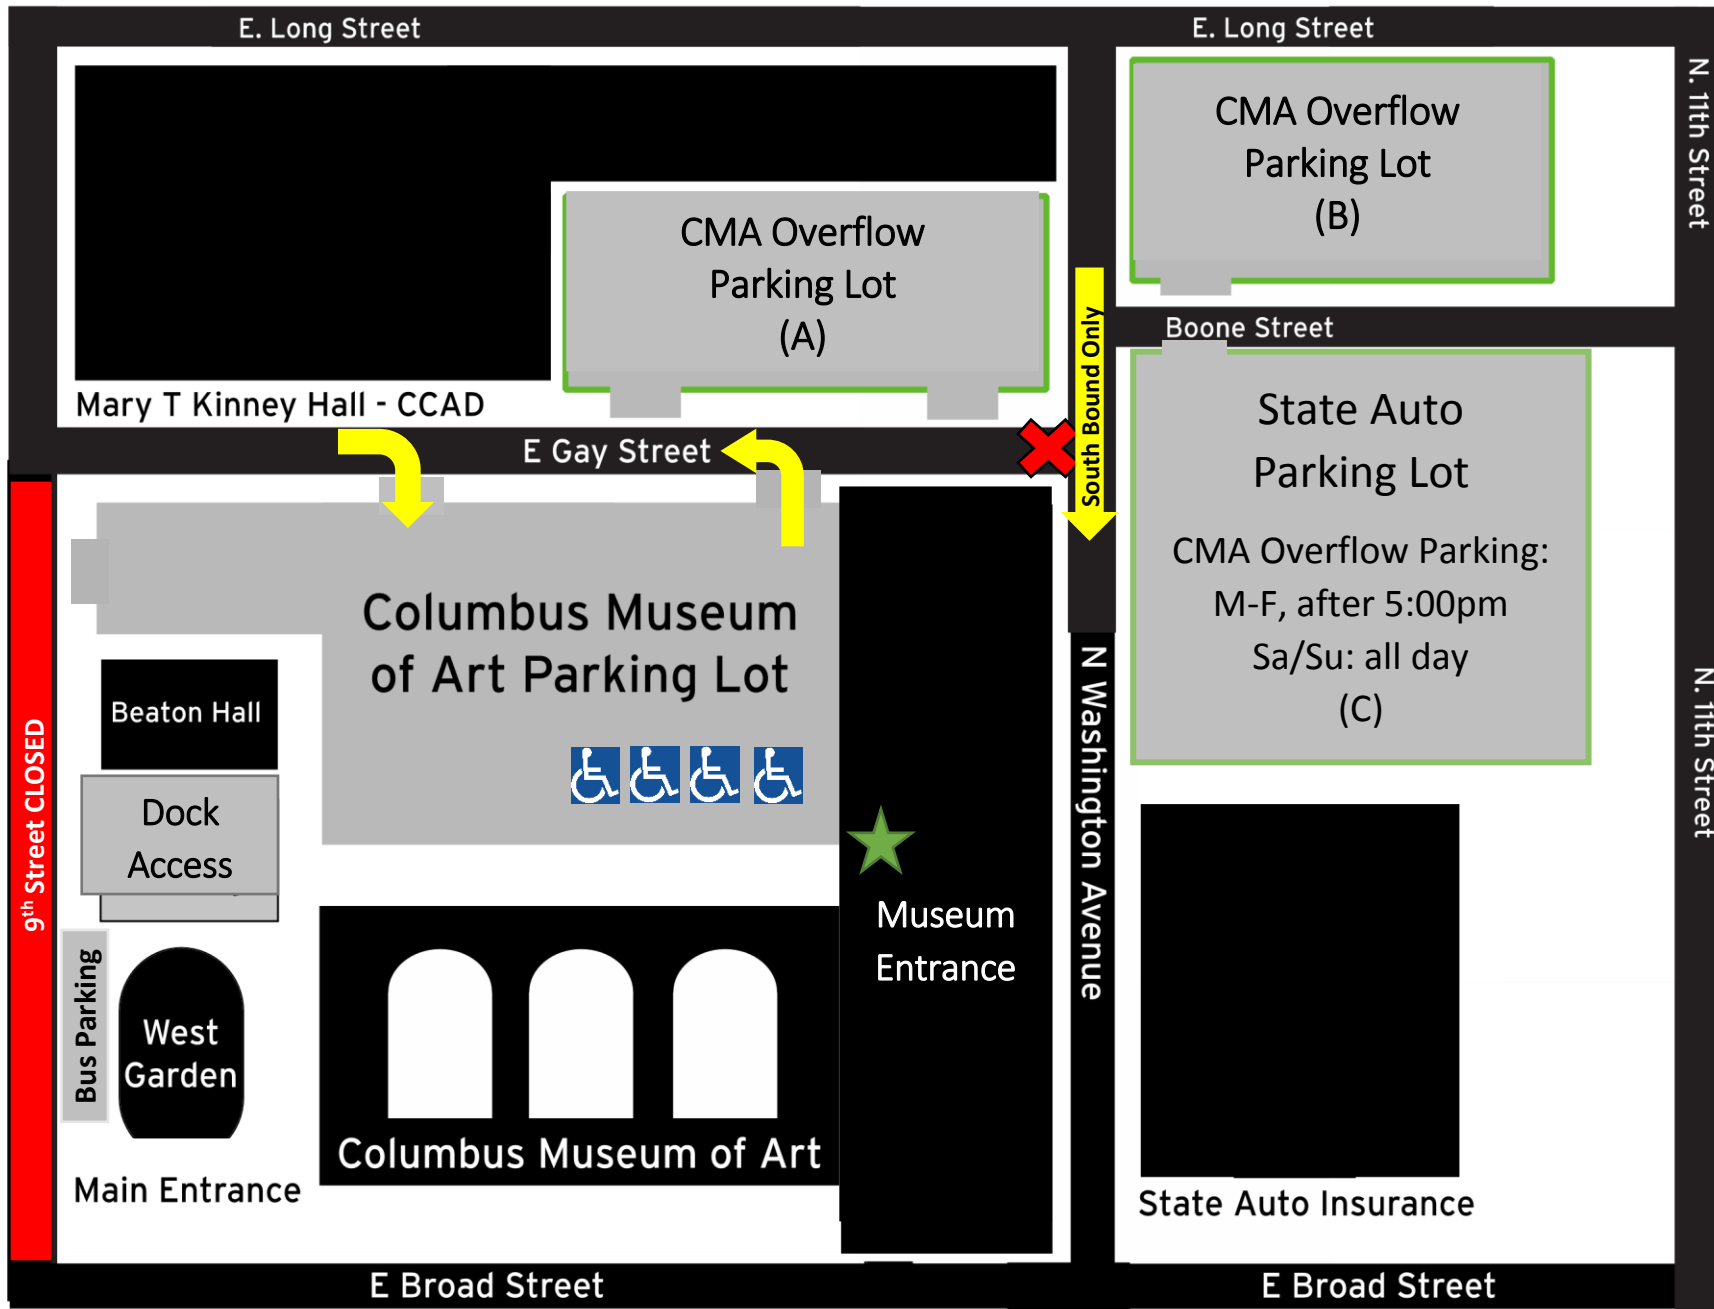 E. Long Street
E. Long Street
N. 11th Street
CMA Overflow
Parking Lot
(B)
CMA Overflow
Parking Lot
(A)
South Bound Only
Boone Street
Mary T Kinney Hall - CCAD
E Gay Street
State Auto
Parking Lot
CMA Overflow Parking:
M-F, after 5:00pm
Sa/Su: all day
(C)
Columbus Museum
of Art Parking Lot
N Washington Avenue
N. 11th Street
9th Street CLOSED
Beaton Hall
Dock
Access
Museum
Entrance
Bus Parking
West
Garden
Columbus Museum of Art
Main Entrance
State Auto Insurance
E Broad Street
E Broad Street